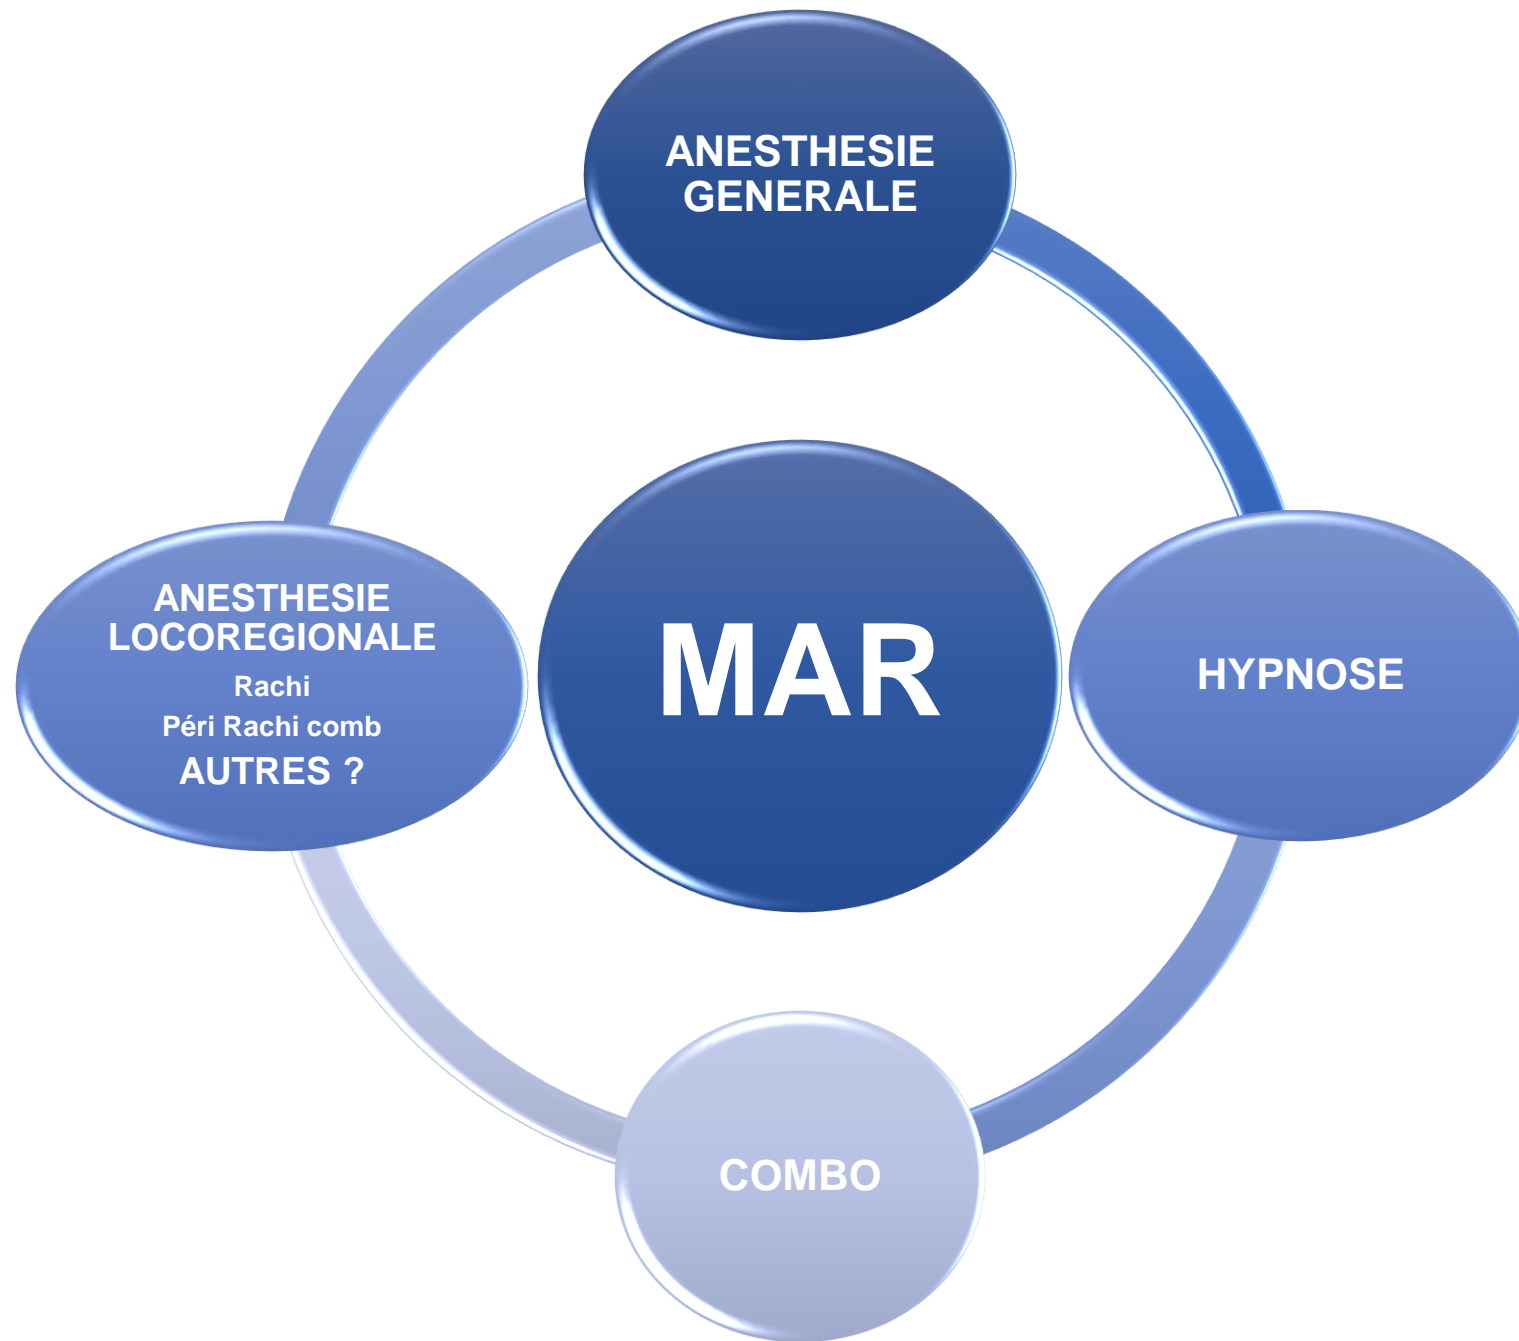 ANESTHESIE
GENERALE
ANESTHESIE
LOCOREGIONALE
Rachi
Péri Rachi comb
AUTRES ?
MAR
HYPNOSE
COMBO